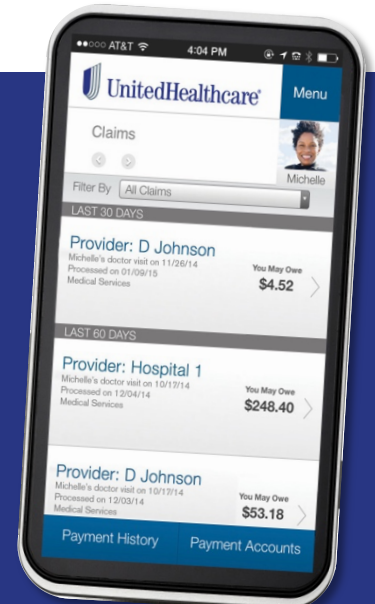 AT&T 4:04 PM
UnitedHealthcare®
Menu
Claims
Michelle
Filter By All Claims
LAST 30 DAYS
Provider: D Johnson
Michelle's doctor visit on 11/26/14
Processed on 01/09/15
Medical Services
You May Owe
$4.52
LAST 60 DAYS
Provider: Hospital 1
Michelle's doctor visit on 10/17/14
Processed on 12/04/14
Medical Services
You May Owe
$248.40
Provider: D Johnson
Michelle's doctor visit on 10/17/14
Processed on 12/03/14
Medical Services
You May Owe
$53.18
Payment History Payment Accounts